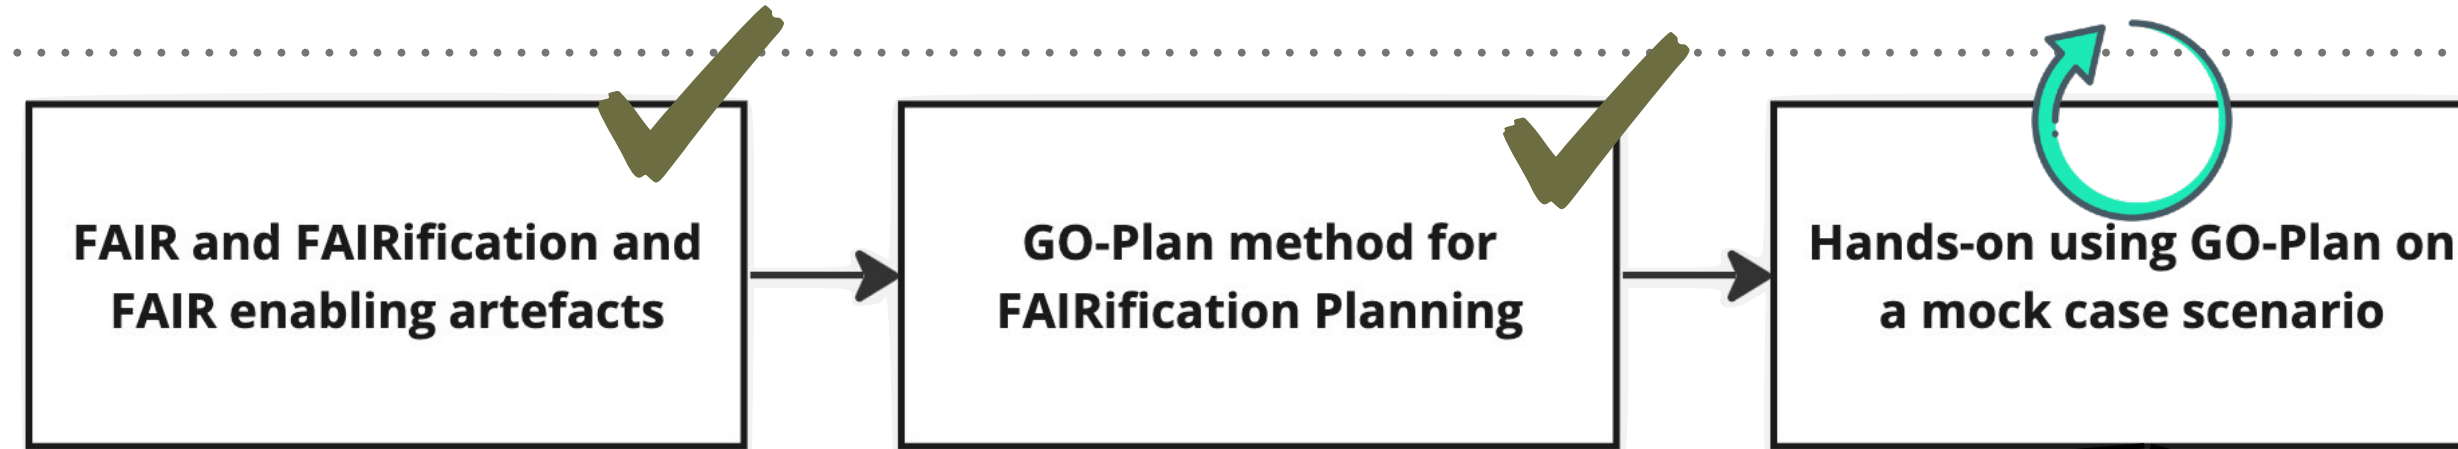 FAIR and FAIRification and
FAIR enabling artefacts
GO-Plan method for
FAIRification Planning
Hands-on using GO-Plan on
a mock case scenario